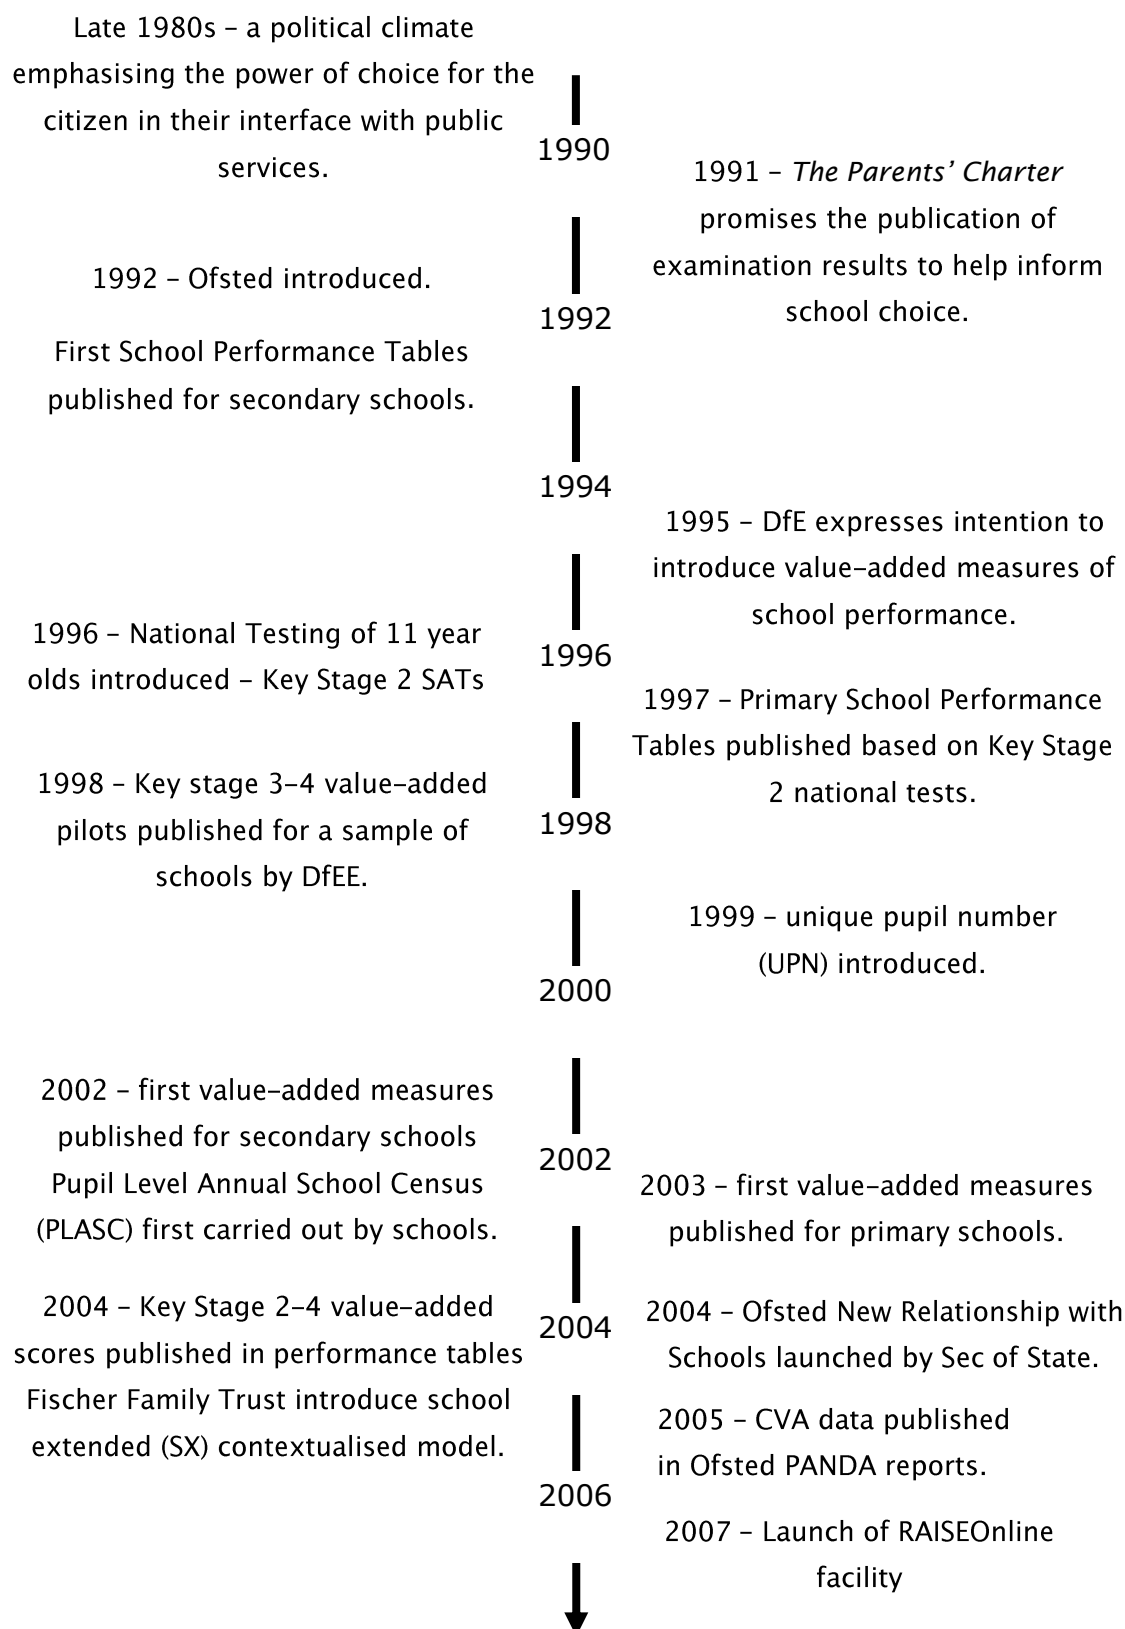 Late 1980s – a political climate
emphasising the power of choice for the
citizen in their interface with public
services.
1990
1991 – The Parents’ Charter
promises the publication of
examination results to help inform
school choice.
1992 – Ofsted introduced.
1992
First School Performance Tables
published for secondary schools.
1994
1995 – DfE expresses intention to
introduce value–added measures of
school performance.
1996 – National Testing of 11 year
olds introduced – Key Stage 2 SATs
1996
1997 – Primary School Performance
Tables published based on Key Stage
2 national tests.
1998 – Key stage 3–4 value–added
pilots published for a sample of
schools by DfEE.
1998
1999 – unique pupil number
(UPN) introduced.
2000
2002 – first value–added measures
published for secondary schools
Pupil Level Annual School Census
(PLASC) first carried out by schools.
2002
2003 – first value–added measures
published for primary schools.
2004 – Key Stage 2–4 value–added
scores published in performance tables
Fischer Family Trust introduce school
extended (SX) contextualised model.
2004
2004 – Ofsted New Relationship with
Schools launched by Sec of State.
2005 – CVA data published
in Ofsted PANDA reports.
2006
2007 – Launch of RAISEOnline
facility